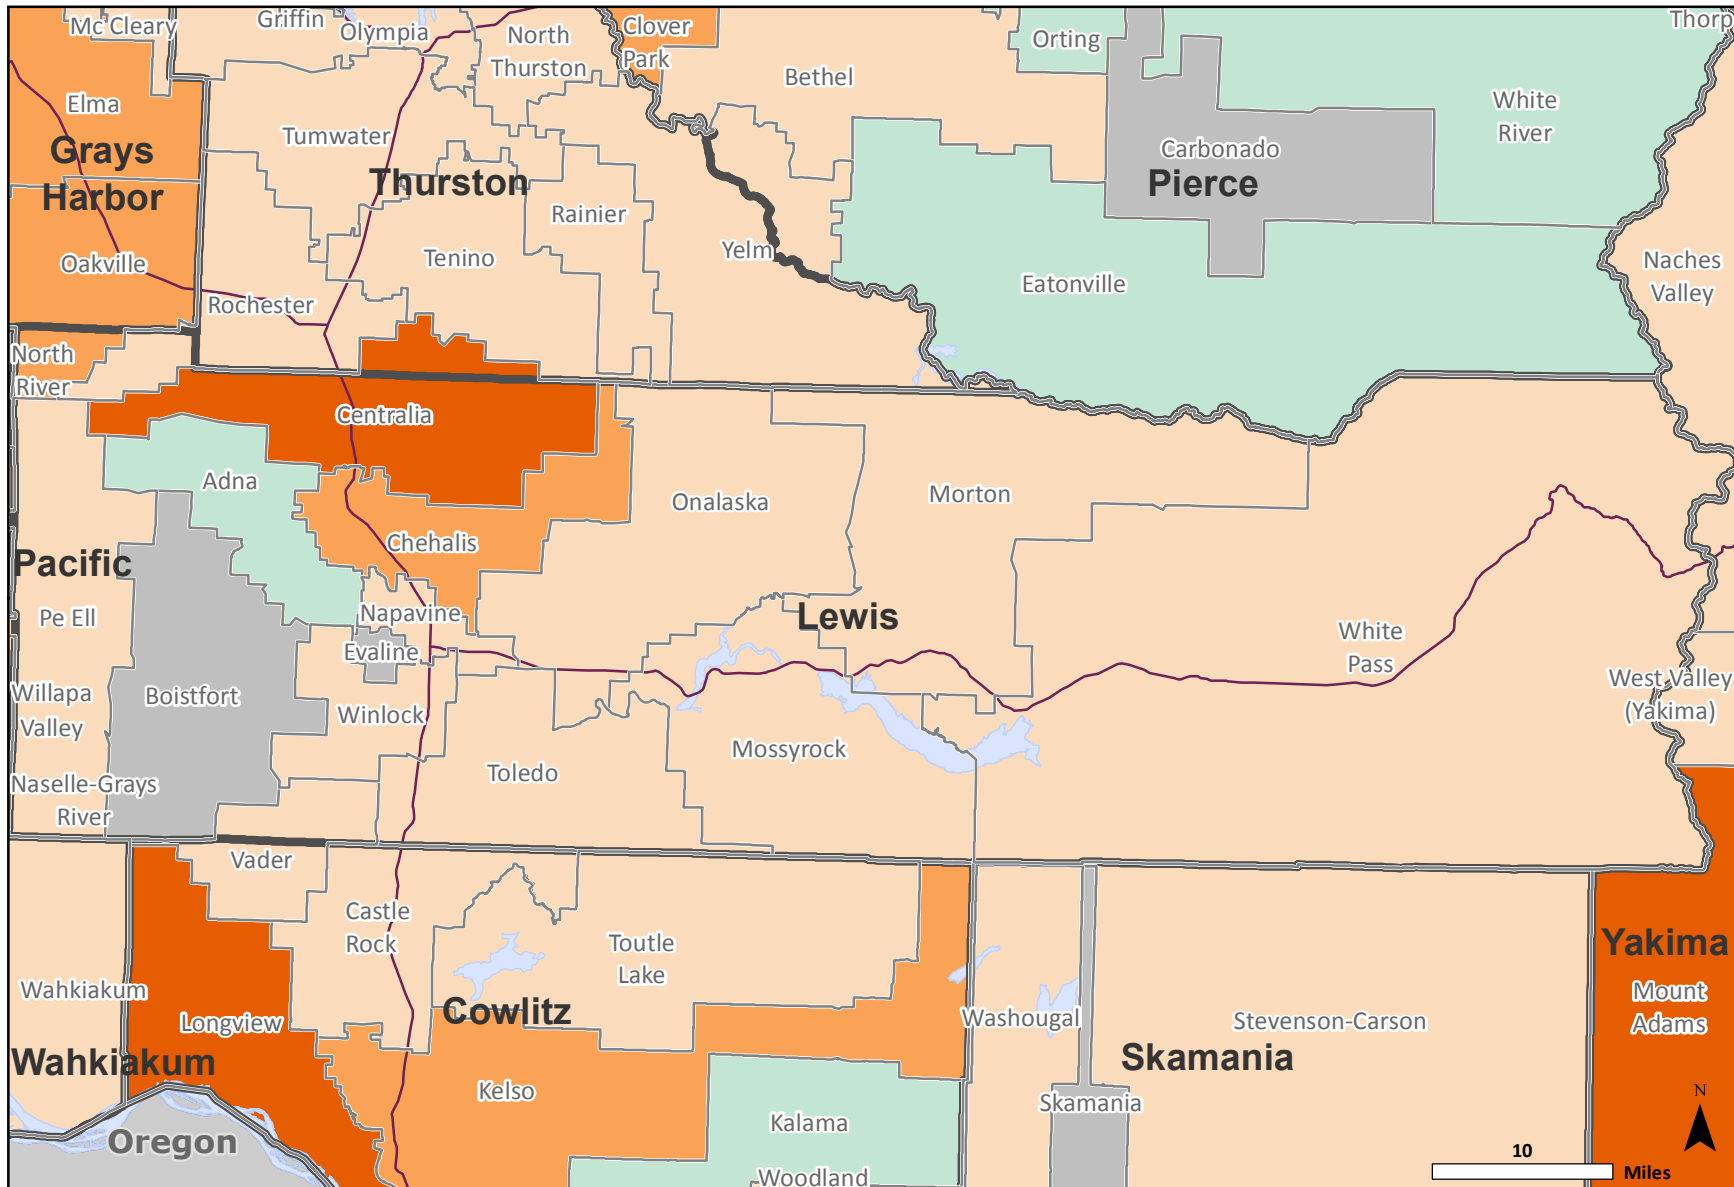 Mc Cleary
Griffin
Olympia
North
Thurston
Clover
Park
Orting
Thorp
Bethel
Elma
White
River
Tumwater
Carbonado
Grays
Harbor
Thurston
Pierce
Rainier
Oakville
Tenino
Yelm
Naches
Valley
Eatonville
Rochester
North
River
Centralia
Adna
Onalaska
Morton
Chehalis
Pacific
Pe Ell
Napavine
Lewis
White
Pass
Evaline
Boistfort
Willapa
Valley
Winlock
West Valley
(Yakima)
Mossyrock
Toledo
Naselle-Grays
River
Vader
Castle
Rock
Toutte
Lake
Yakima
Wahkiakum
Mount
Adams
Longview
Cowlitz
Washougal
Stevenson-Carson
Wahkiakum
Skamania
Kelso
Skamania
Kalama
Oregon
Woodland
N
10
Miles